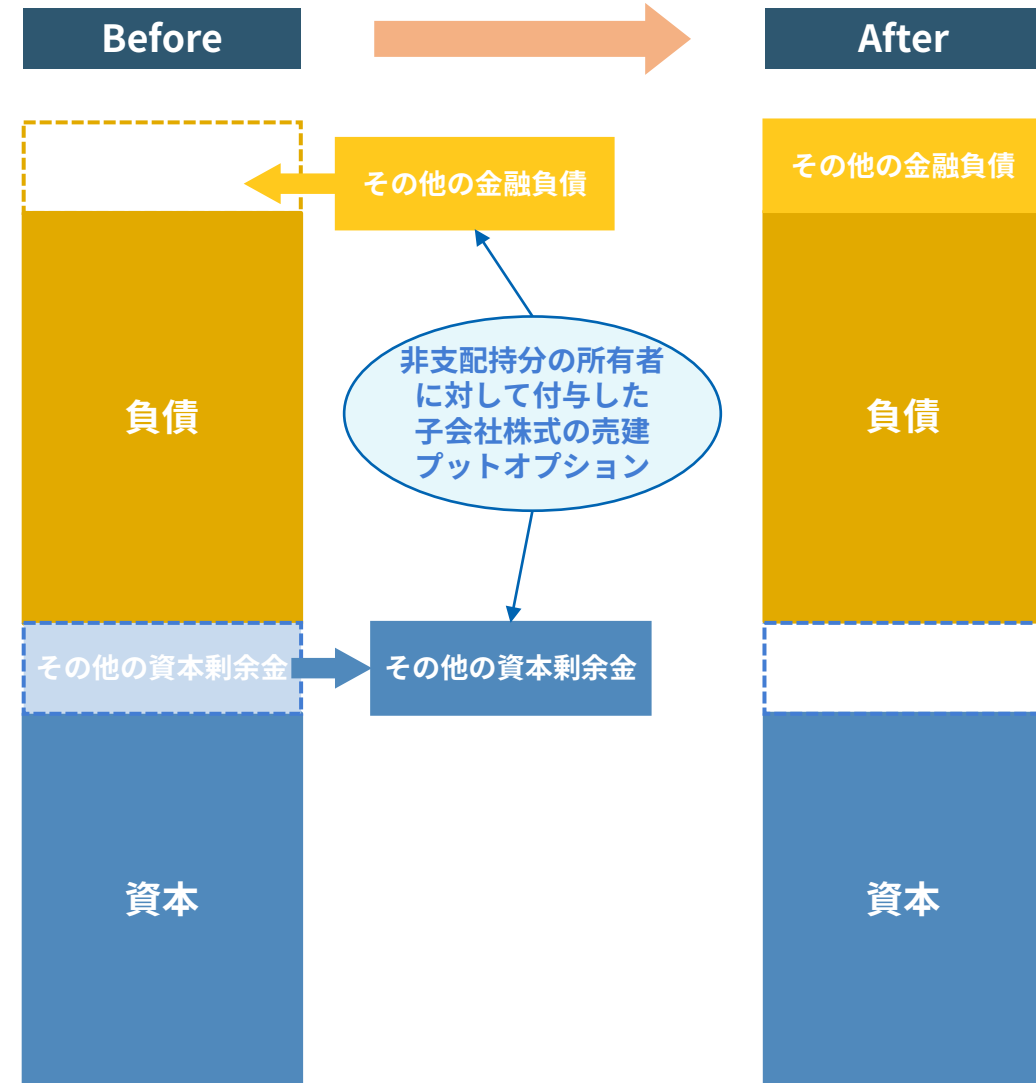 Before
After
その他の金融負債
その他の金融負債
負債
非支配持分の所有者
に対して付与した
子会社株式の売建
プットオプション
負債
その他の資本剰余金
その他の資本剰余金
資本
資本